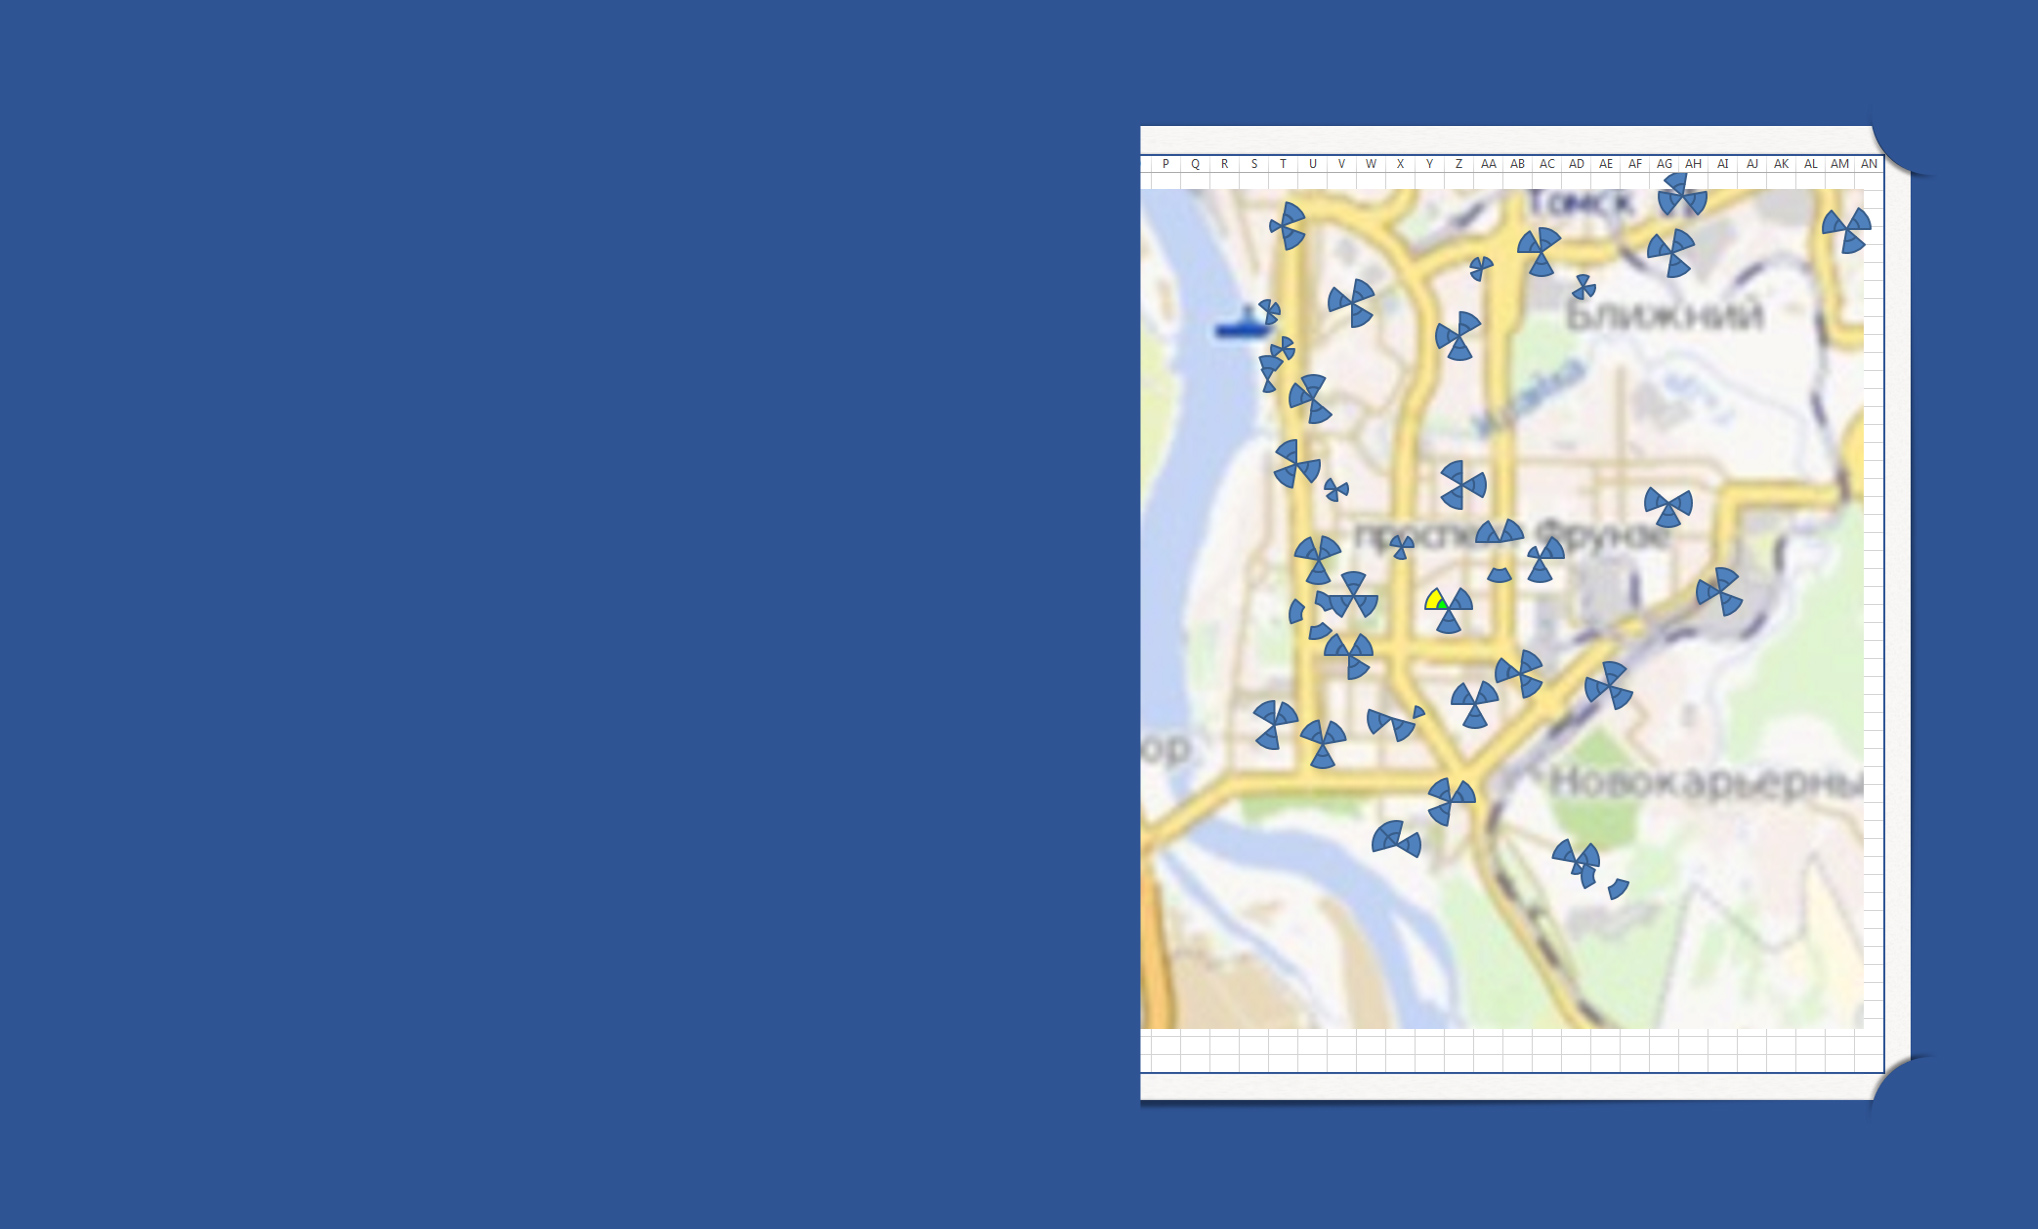 P Q R S T U V W X Y Z AA AB AC AD AE AF AG AH AI AJ AK AL AM AN
Томск
Ближний
Ушайка
проспект Фрунзе
ор
Новокарьерны